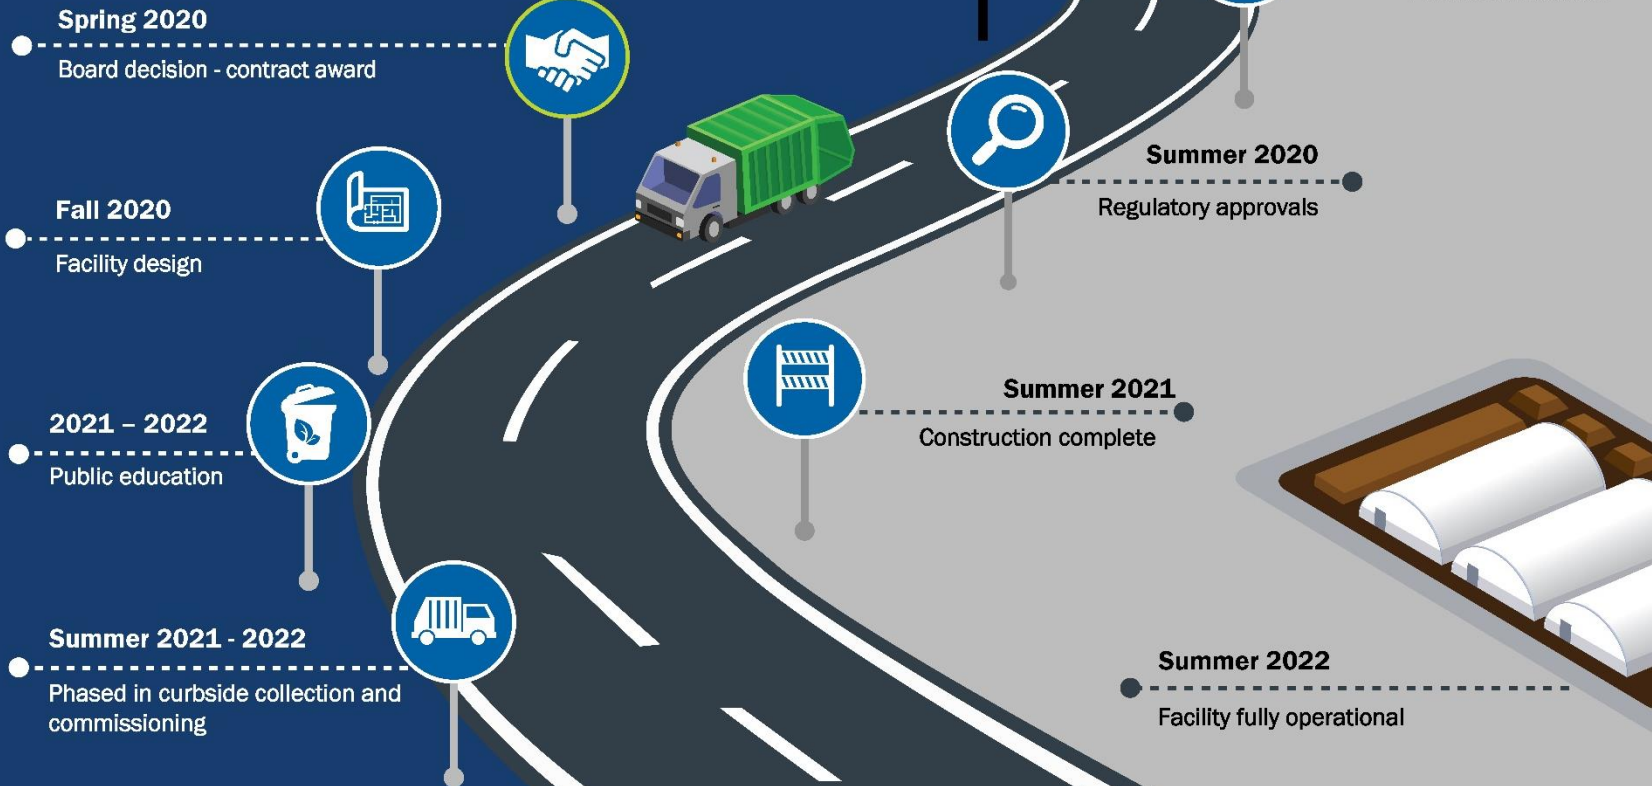 Spring 2020
Board decision - contract award
Summer 2020
Regulatory approvals
Fall 2020
Facility design
Summer 2021
Construction complete
2021 – 2022
Public education
Summer 2021 - 2022
Phased in curbside collection and
commissioning
Summer 2022
Facility fully operational